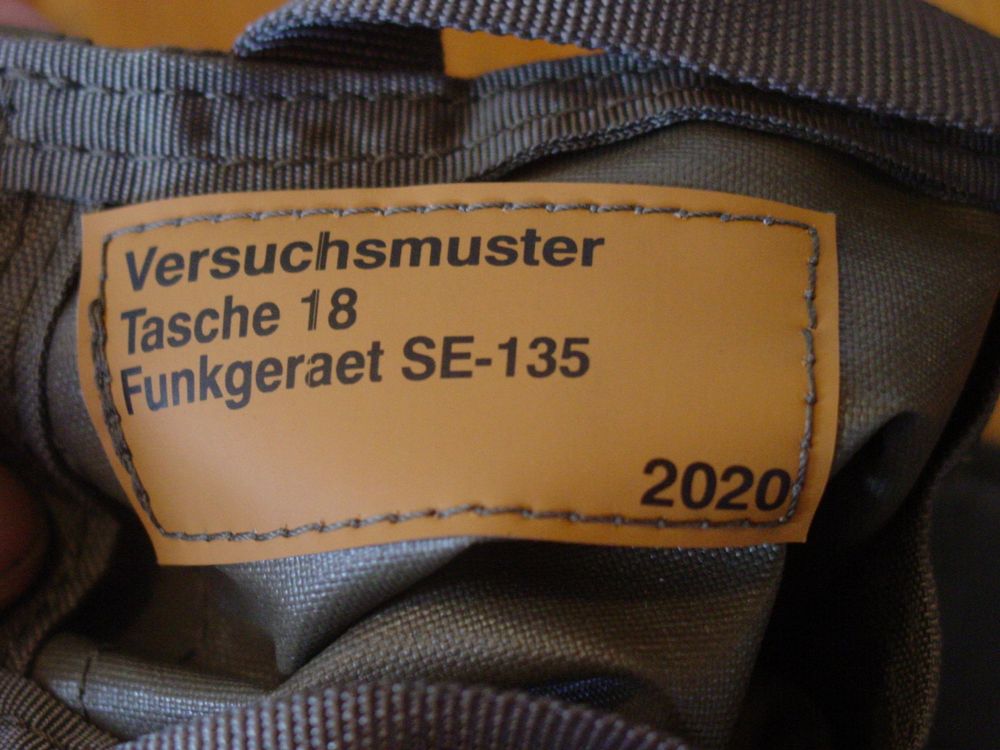 Versuchsmuster
Tasche 18
Funkgeraet SE-135
2020